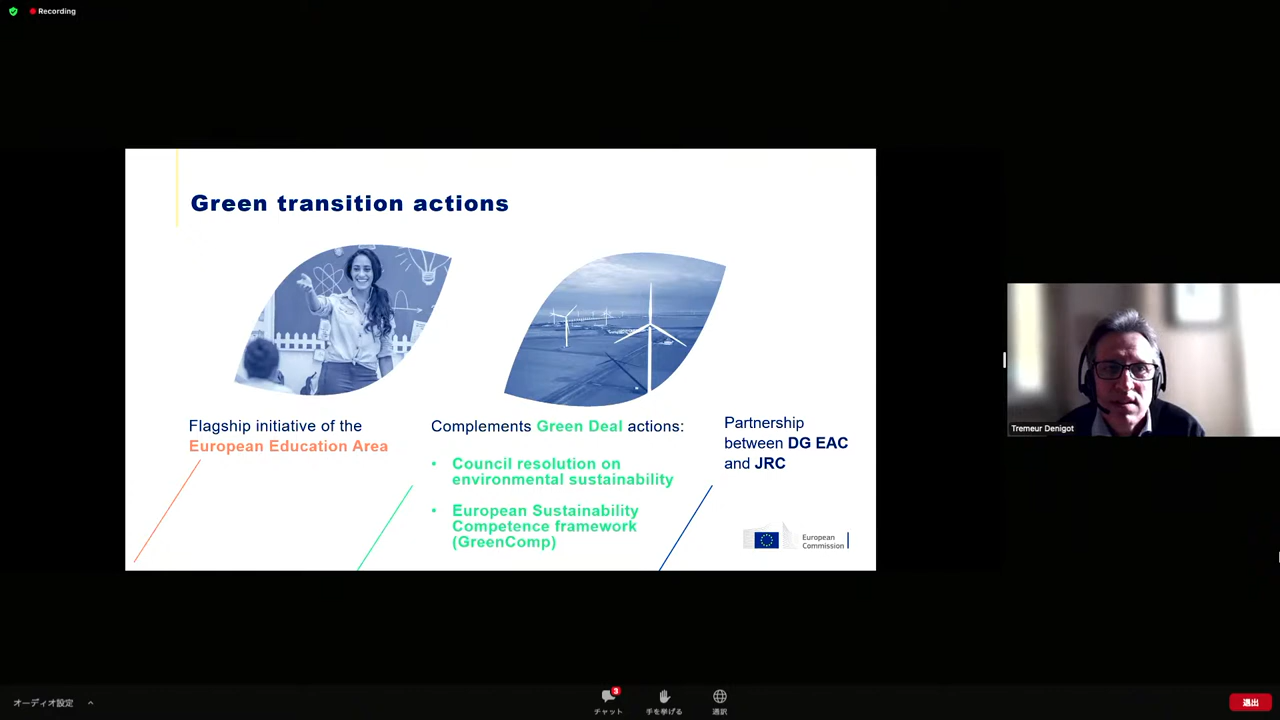 Recording
Green transition actions
Flagship initiative of the
European Education Area
Complements Green Deal actions:
• Council resolution on
environmental sustainability
• European Sustainability
Competence framework
(GreenComp)
Partnership
between DG EAC
and JRC
European
Commission
Tremeur Denigot
オーディオ設定
3
チャット
手を挙げる
通訳
退出